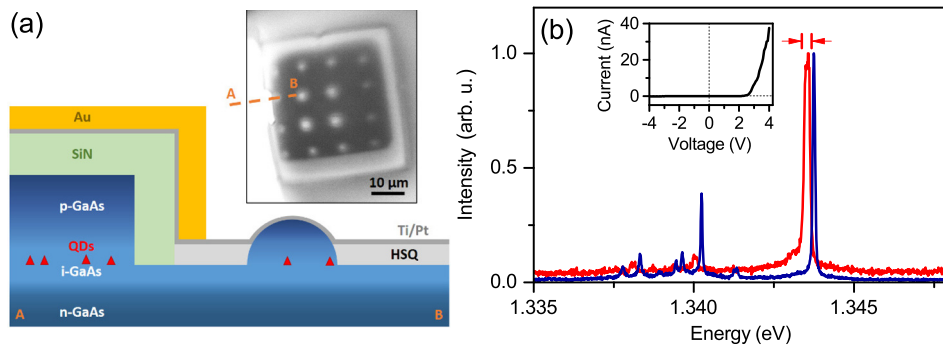 (a)
A
B
10 μm
Au
SiN
p-GaAs
QDs
i-GaAs
n-GaAs
Ti/Pt
HSQ
A
B
(b)
Intensity (arb. u.)
1.0
0.5
0.0
1.335
1.340
1.345
Energy (eV)
Current (nA)
40
20
0
-4
-2
0
2
4
Voltage (V)